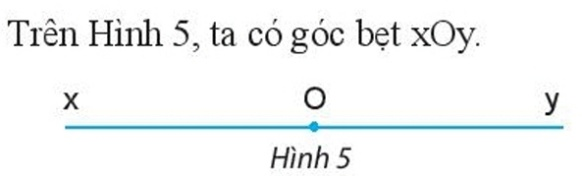 Trên Hình 5, ta có góc bẹt xOy.
x O y
Hình 5